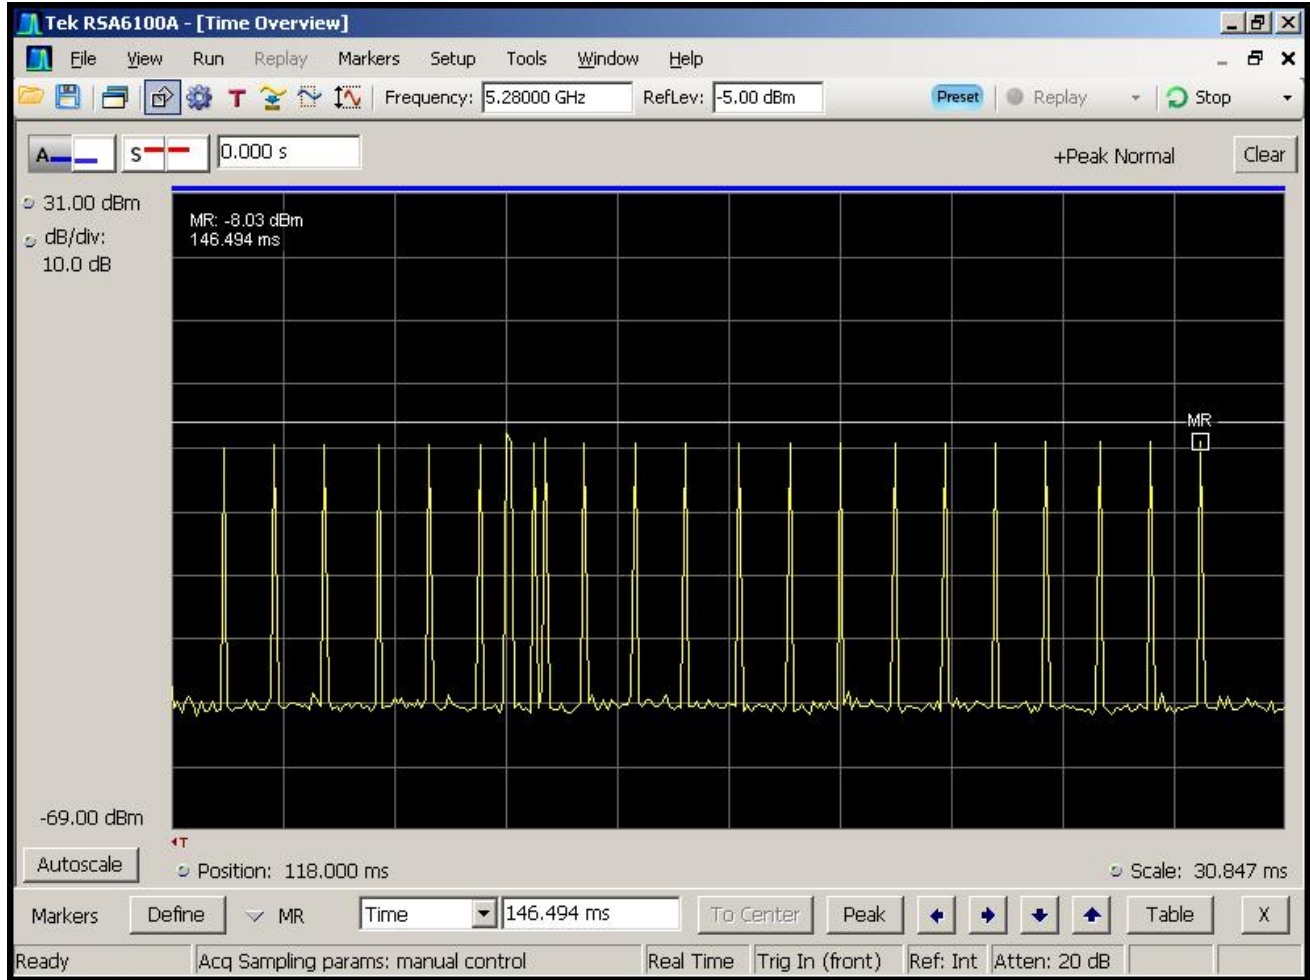 Tek RSA6100A - [Time Overview]
File View Run Replay Markers Setup Tools Window Help
T Frequency: 5.28000 GHz RefLev: -5.00 dBm Preset Replay Stop
A S 0.000 s +Peak Normal Clear
31.00 dBm
dB/div:
10.0 dB
MR: -8.03 dBm
146.494 ms
MR
-69.00 dBm
T
Autoscale Position: 118.000 ms Scale: 30.847 ms
Markers Define MR Time 146.494 ms To Center Peak Table X
Ready Acq Sampling params: manual control Real Time Trig In (front) Ref: Int Atten: 20 dB